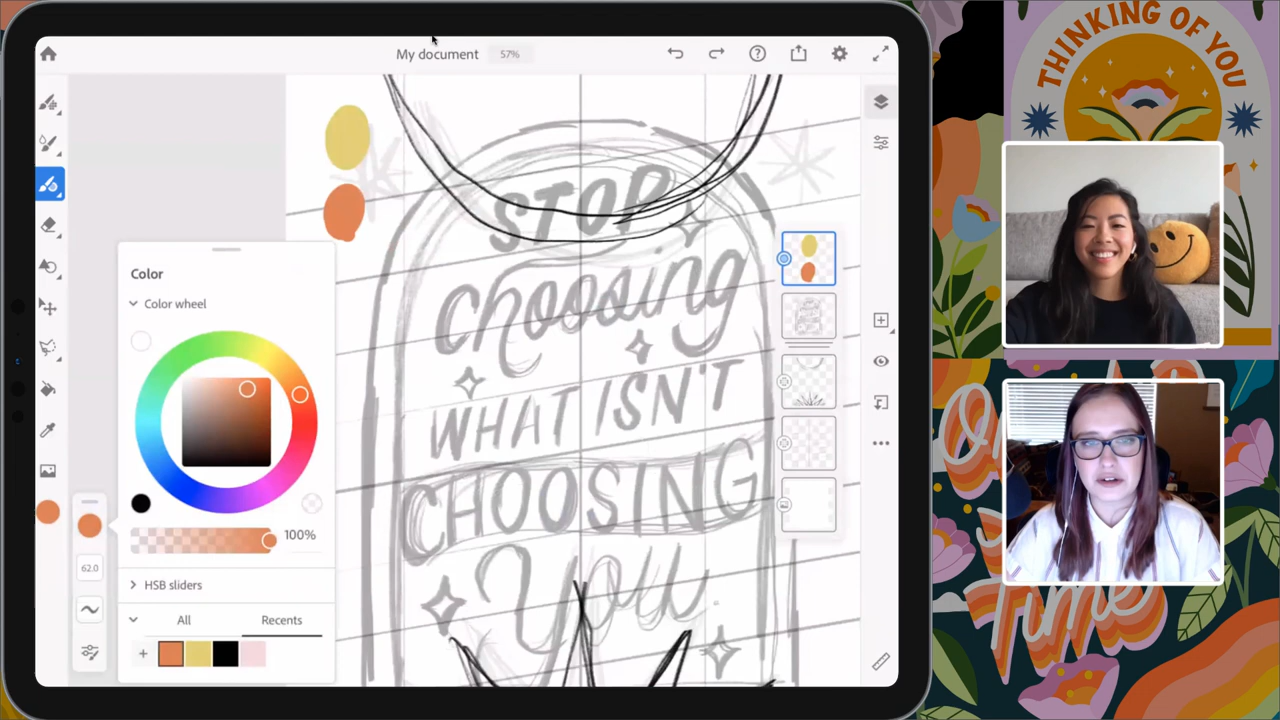 My document 57%
THINKING OF YOU
STOP
choosing
WHAT ISN'T
CHOOSING
You
Color
Color wheel
100%
62.0
HSB sliders
All Recents
Time